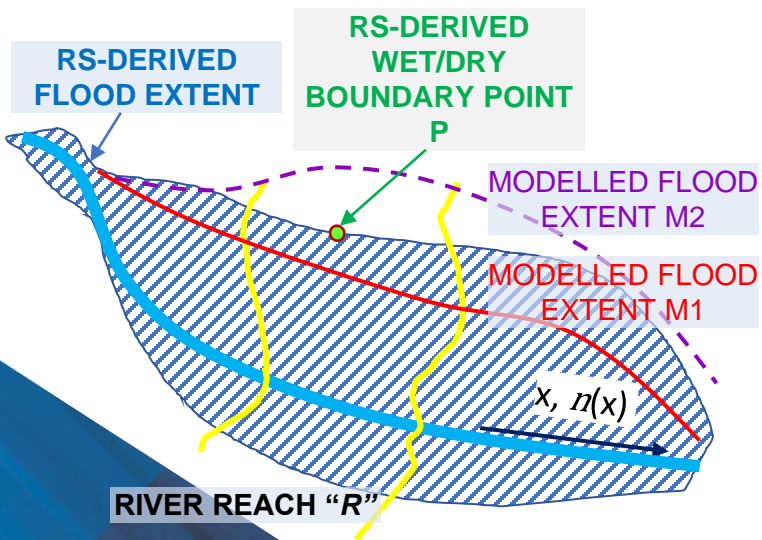 RS-DERIVED
FLOOD EXTENT
RS-DERIVED
WET/DRY
BOUNDARY POINT
P
MODELLED FLOOD
EXTENT M2
MODELLED FLOOD
EXTENT M1
x, n(x)
RIVER REACH “R”